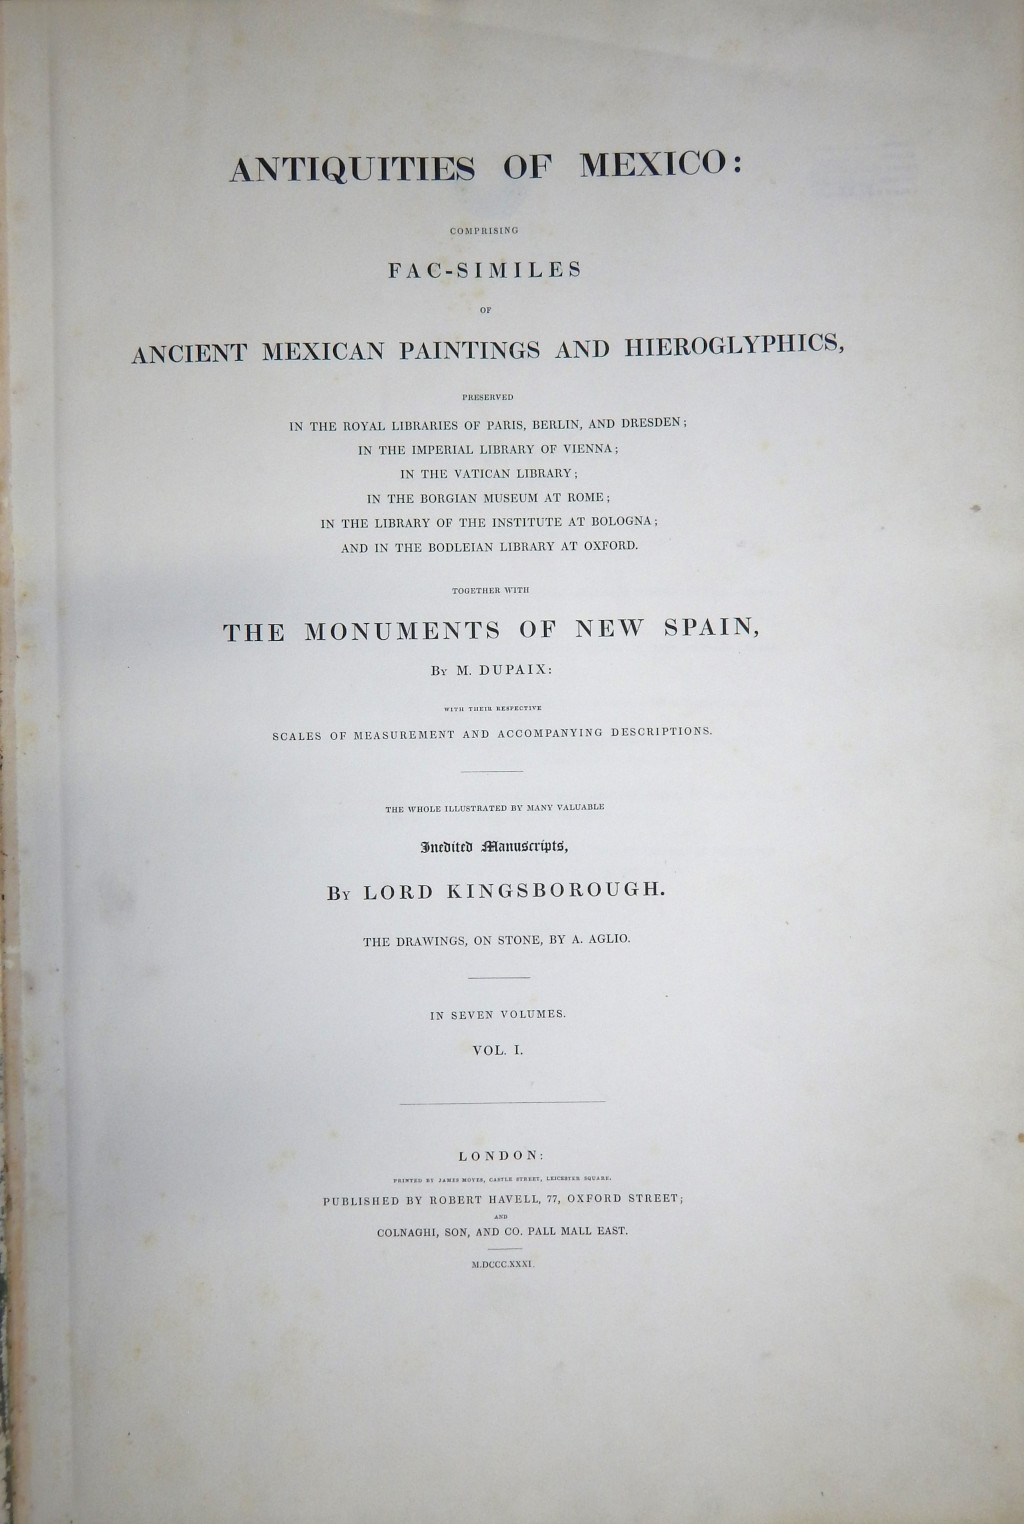 ANTIQUITIES OF MEXICO:
COMPRISING
FAC-SIMILES
OF
ANCIENT MEXICAN PAINTINGS AND HIEROGLYPHICS,
PRESERVED
IN THE ROYAL LIBRARIES OF PARIS, BERLIN, AND DRESDEN;
IN THE IMPERIAL LIBRARY OF VIENNA;
IN THE VATICAN LIBRARY;
IN THE BORGIAN MUSEUM AT ROME;
IN THE LIBRARY OF THE INSTITUTE AT BOLOGNA;
AND IN THE BODLEIAN LIBRARY AT OXFORD.
TOGETHER WITH
THE MONUMENTS OF NEW SPAIN,
BY M. DUPAIX:
WITH THEIR RESPECTIVE
SCALES OF MEASUREMENT AND ACCOMPANYING DESCRIPTIONS.
THE WHOLE ILLUSTRATED BY MANY VALUABLE
Inedited Manuscripts,
BY LORD KINGSBOROUGH.
THE DRAWINGS, ON STONE, BY A. AGLIO.
IN SEVEN VOLUMES.
VOL. I.
LONDON:
PRINTED BY JAMES MOYES, CASTLE STREET, LEICESTER SQUARE.
PUBLISHED BY ROBERT HAVELL, 77, OXFORD STREET;
AND
COLNAGHI, SON, AND CO. PALL MALL EAST.
M.DCCC.XXXI.